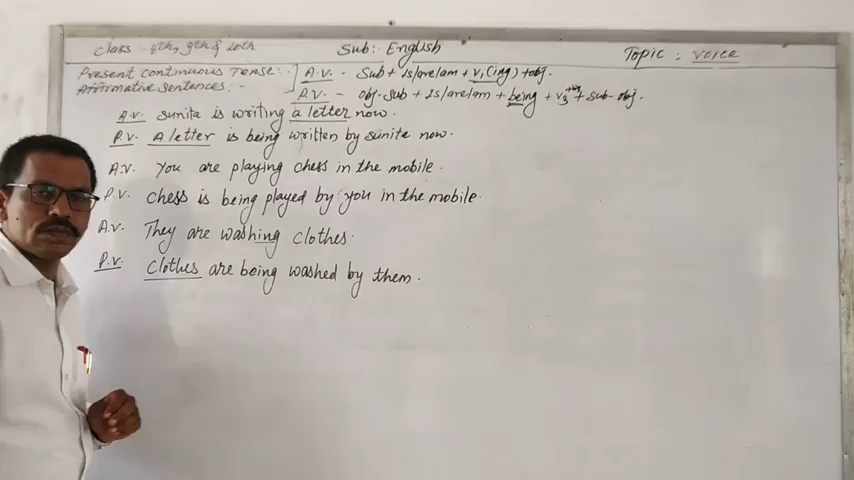 Class - 8th, 9th & 10th Sub:- English Topic : Voice
Present Continuous Tense:- A.V. - Sub + is/are/am + V1(ing) + obj.
Affirmative Sentences:- P.V. - obj-sub + Is/are/am + being + V3 +by+ sub-obj.
A.V. Sunita is writing a letter now.
P.V. A letter is being written by sunita now.
A.V. You are playing chess in the mobile.
P.V. Chess is being played by you in the mobile.
A.V. They are washing clothes.
P.V. Clothes are being washed by them.